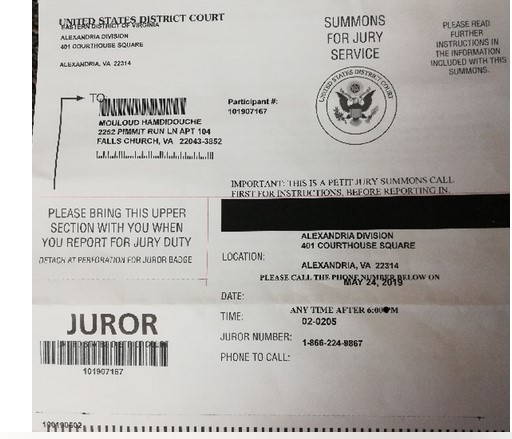 UNITED STATES DISTRICT COURT
EASTERN DISTRICT OF VIRGINIA
ALEXANDRIA DIVISION
401 COURTHOUSE SQUARE
ALEXANDRIA, VA 22314
SUMMONS
FOR JURY
SERVICE
PLEASE READ
FURTHER
INSTRUCTIONS IN
THE INFORMATION
INCLUDED WITH THIS
SUMMONS.
UNITED STATES DISTRICT COURT
TO:
MOULOUD HAMDIDOUCHE
2252 PIMMIT RUN LN APT 104
FALLS CHURCH, VA 22043-3852
Participant #:
101907167
IMPORTANT: THIS IS A PETIT JURY SUMMONS CALL
FIRST FOR INSTRUCTIONS, BEFORE REPORTING IN.
PLEASE BRING THIS UPPER
SECTION WITH YOU WHEN
YOU REPORT FOR JURY DUTY
DETACH AT PERFORATION FOR JUROR BADGE
ALEXANDRIA DIVISION
401 COURTHOUSE SQUARE
LOCATION:
ALEXANDRIA, VA 22314
PLEASE CALL THE PHONE NUMBER BELOW ON
MAY 24, 2019
DATE:
ANY TIME AFTER 6:00PM
TIME:
02-0205
JUROR NUMBER:
1-866-224-9867
PHONE TO CALL:
JUROR
101907167